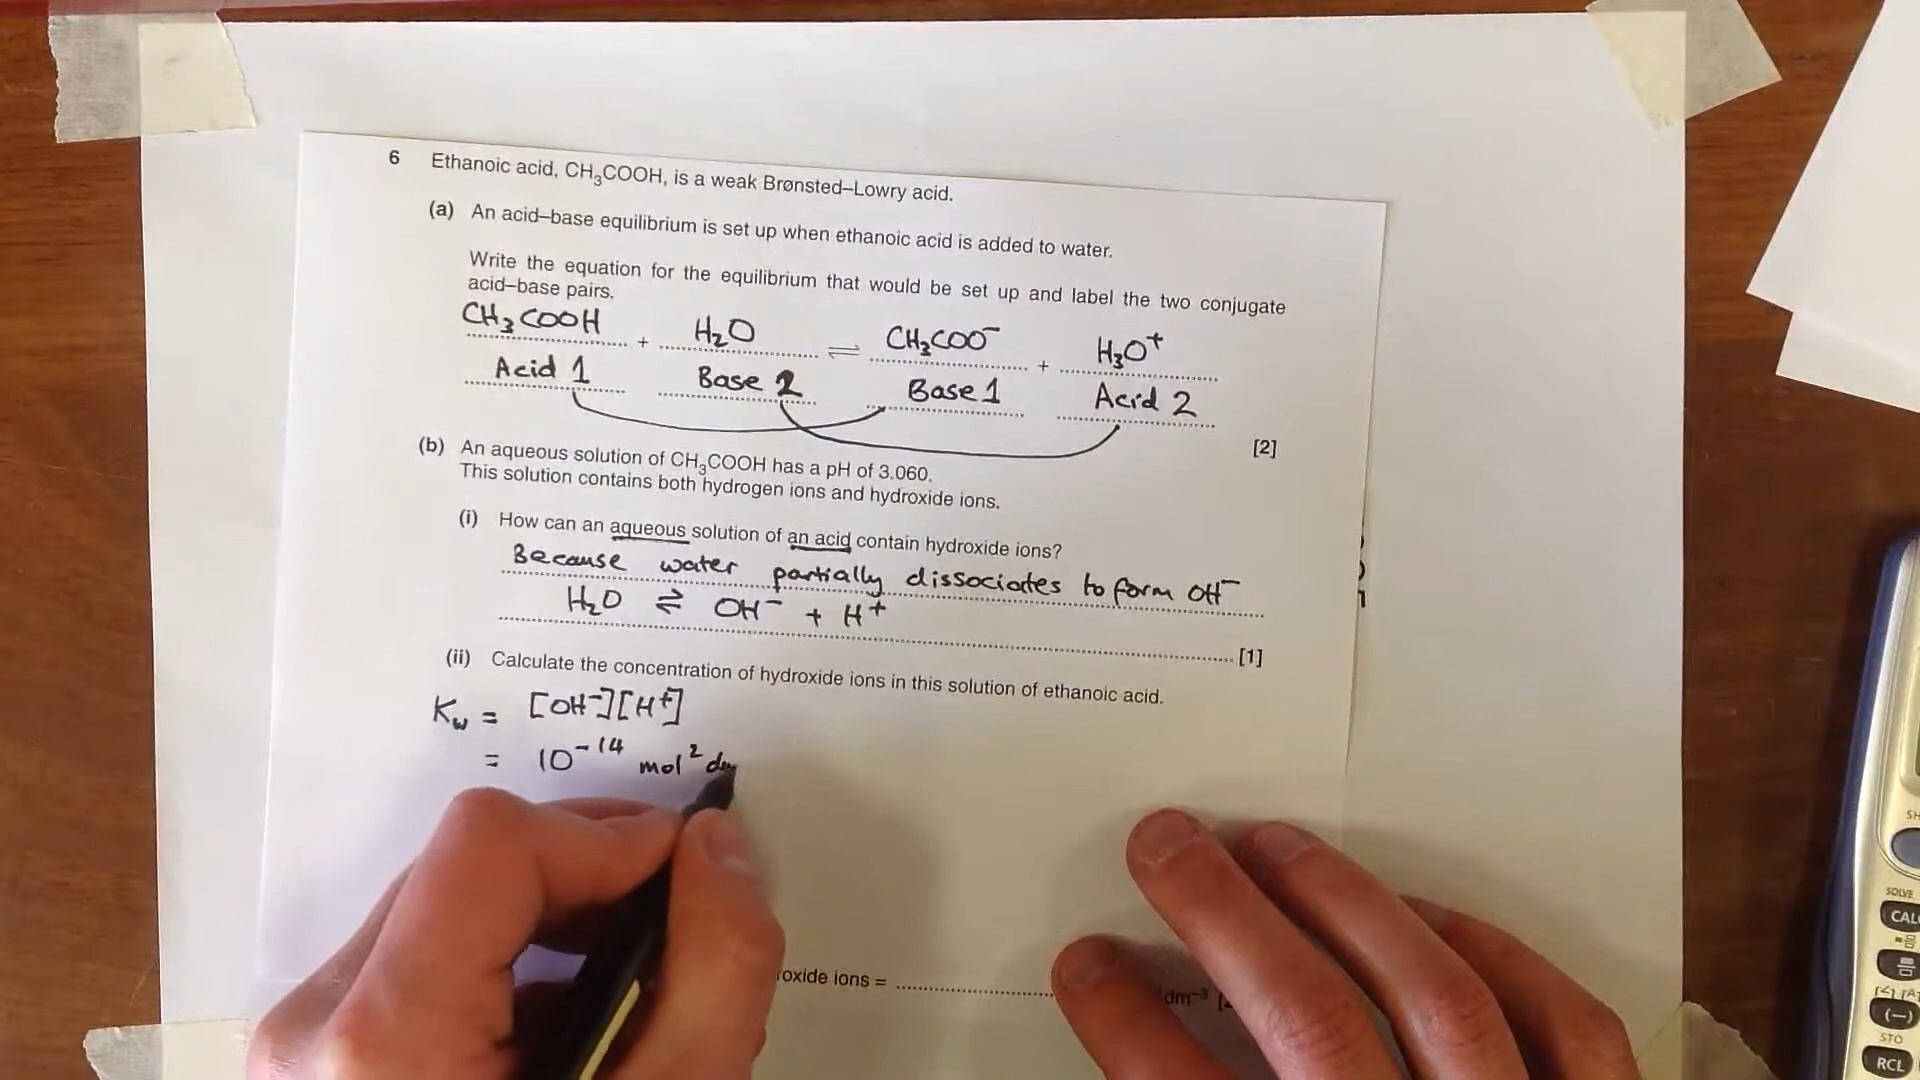 6 Ethanoic acid, CH₃COOH, is a weak Brønsted–Lowry acid.
(a) An acid–base equilibrium is set up when ethanoic acid is added to water.
Write the equation for the equilibrium that would be set up and label the two conjugate
acid–base pairs.
CH₃COOH + H₂O ⇌ CH₃COO⁻ + H₃O⁺
Acid 1 Base 2 Base 1 Acid 2
[2]
(b) An aqueous solution of CH₃COOH has a pH of 3.060.
This solution contains both hydrogen ions and hydroxide ions.
(i) How can an aqueous solution of an acid contain hydroxide ions?
Because water partially dissociates to form OH⁻
H₂O ⇌ OH⁻ + H⁺
[1]
(ii) Calculate the concentration of hydroxide ions in this solution of ethanoic acid.
Kw = [OH⁻][H⁺]
= 10⁻¹⁴ mol² dm
roxide ions = dm⁻³
SOLVE
CAL
(–)
STO
RCL